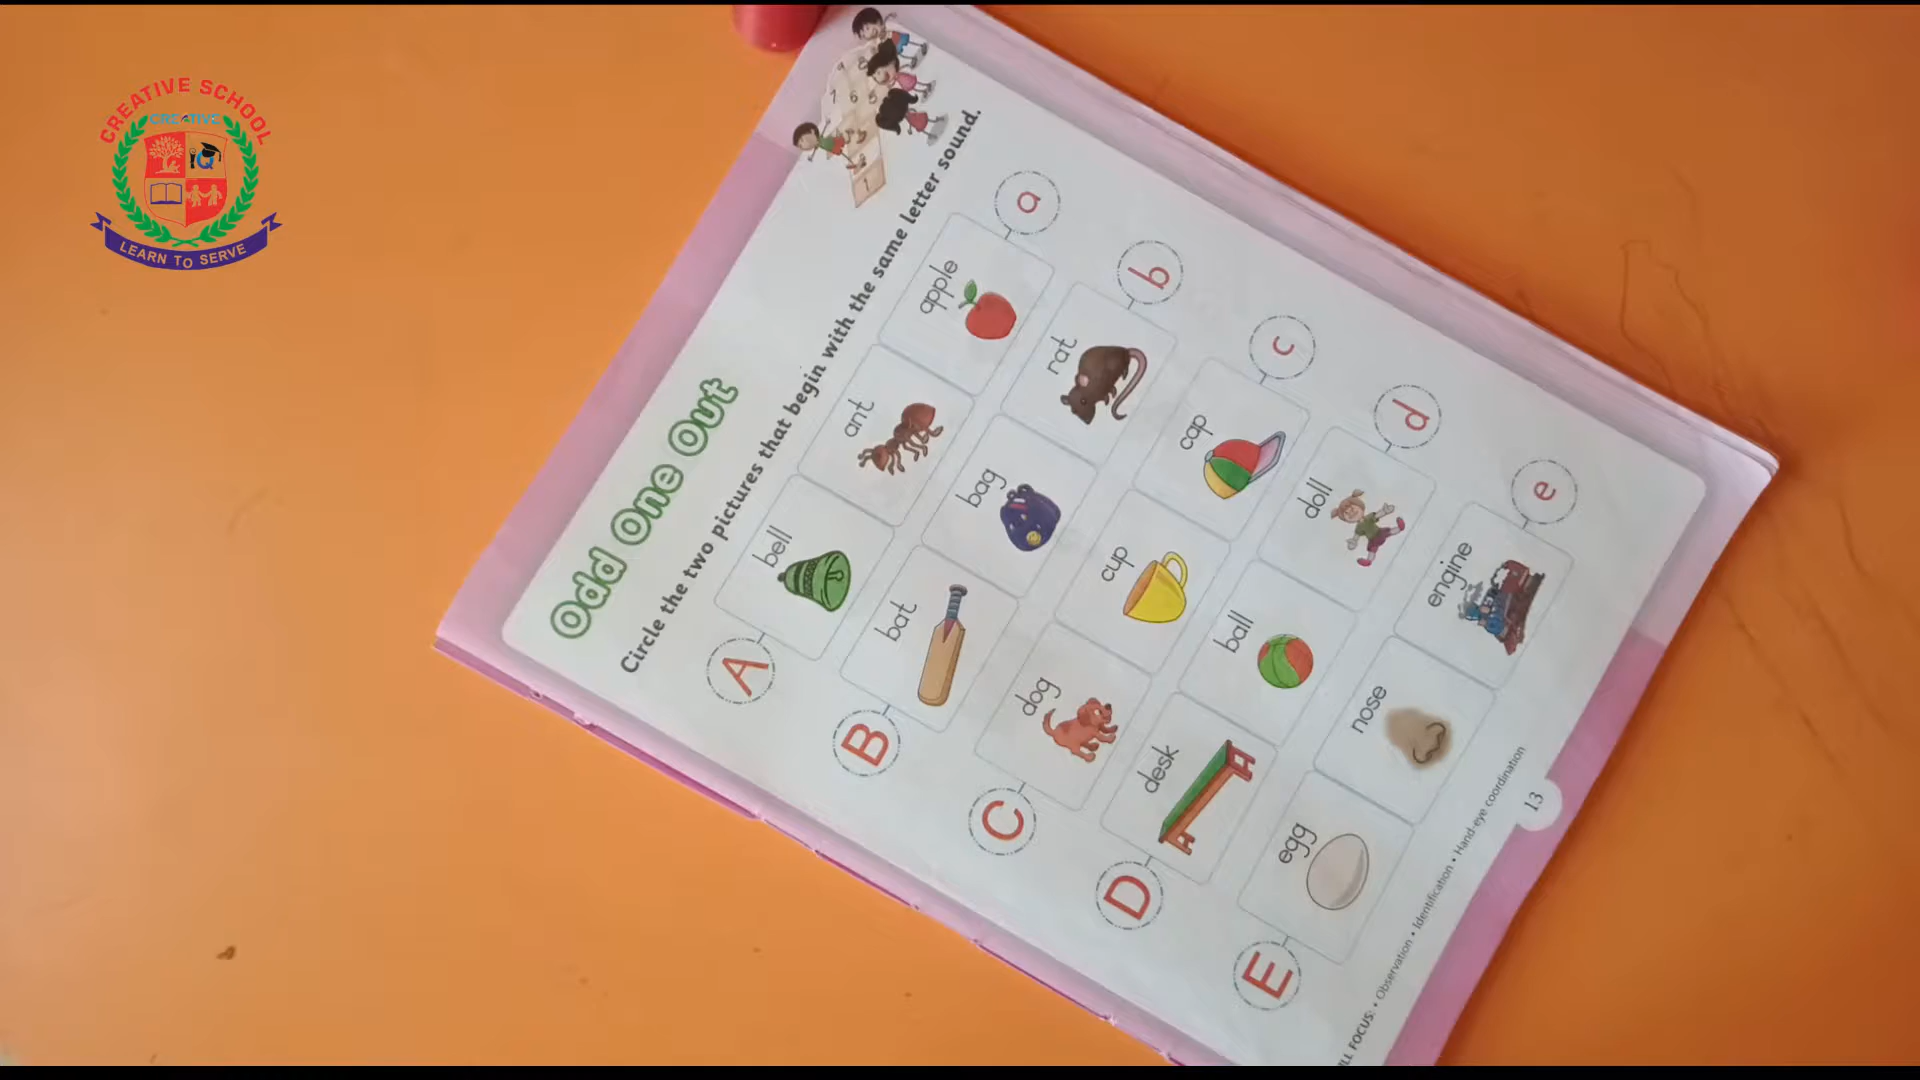 CREATIVE SCHOOL
CREATIVE
IQ
LEARN TO SERVE
Odd One Out
Circle the two pictures that begin with the same letter sound.
A bell ant apple a
B bat bag rat b
C dog cup cap c
D desk ball doll d
E egg nose engine e
FOCUS: • Observation • Identification • Hand-eye coordination
13